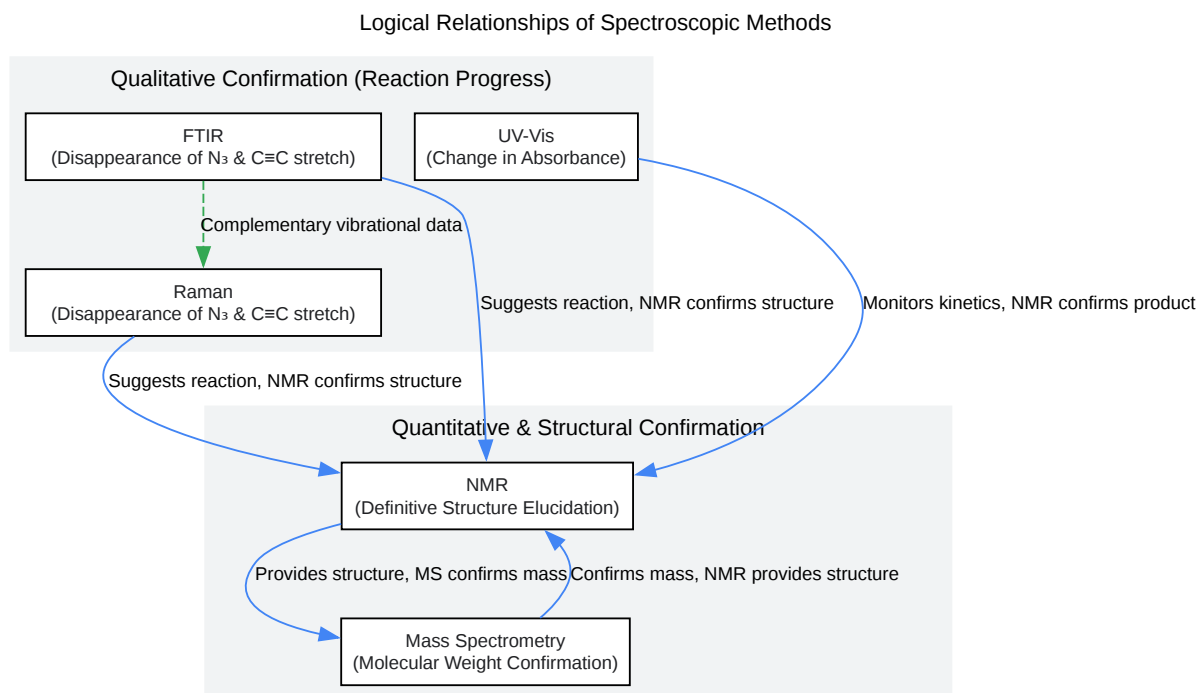 Logical Relationships of Spectroscopic Methods
Qualitative Confirmation (Reaction Progress)
FTIR
(Disappearance of N₃ & C≡C stretch)
UV-Vis
(Change in Absorbance)
Complementary vibrational data
Raman
(Disappearance of N₃ & C≡C stretch)
Suggests reaction, NMR confirms structure
Monitors kinetics, NMR confirms product
Suggests reaction, NMR confirms structure
Quantitative & Structural Confirmation
NMR
(Definitive Structure Elucidation)
Provides structure, MS confirms mass
Confirms mass, NMR provides structure
Mass Spectrometry
(Molecular Weight Confirmation)